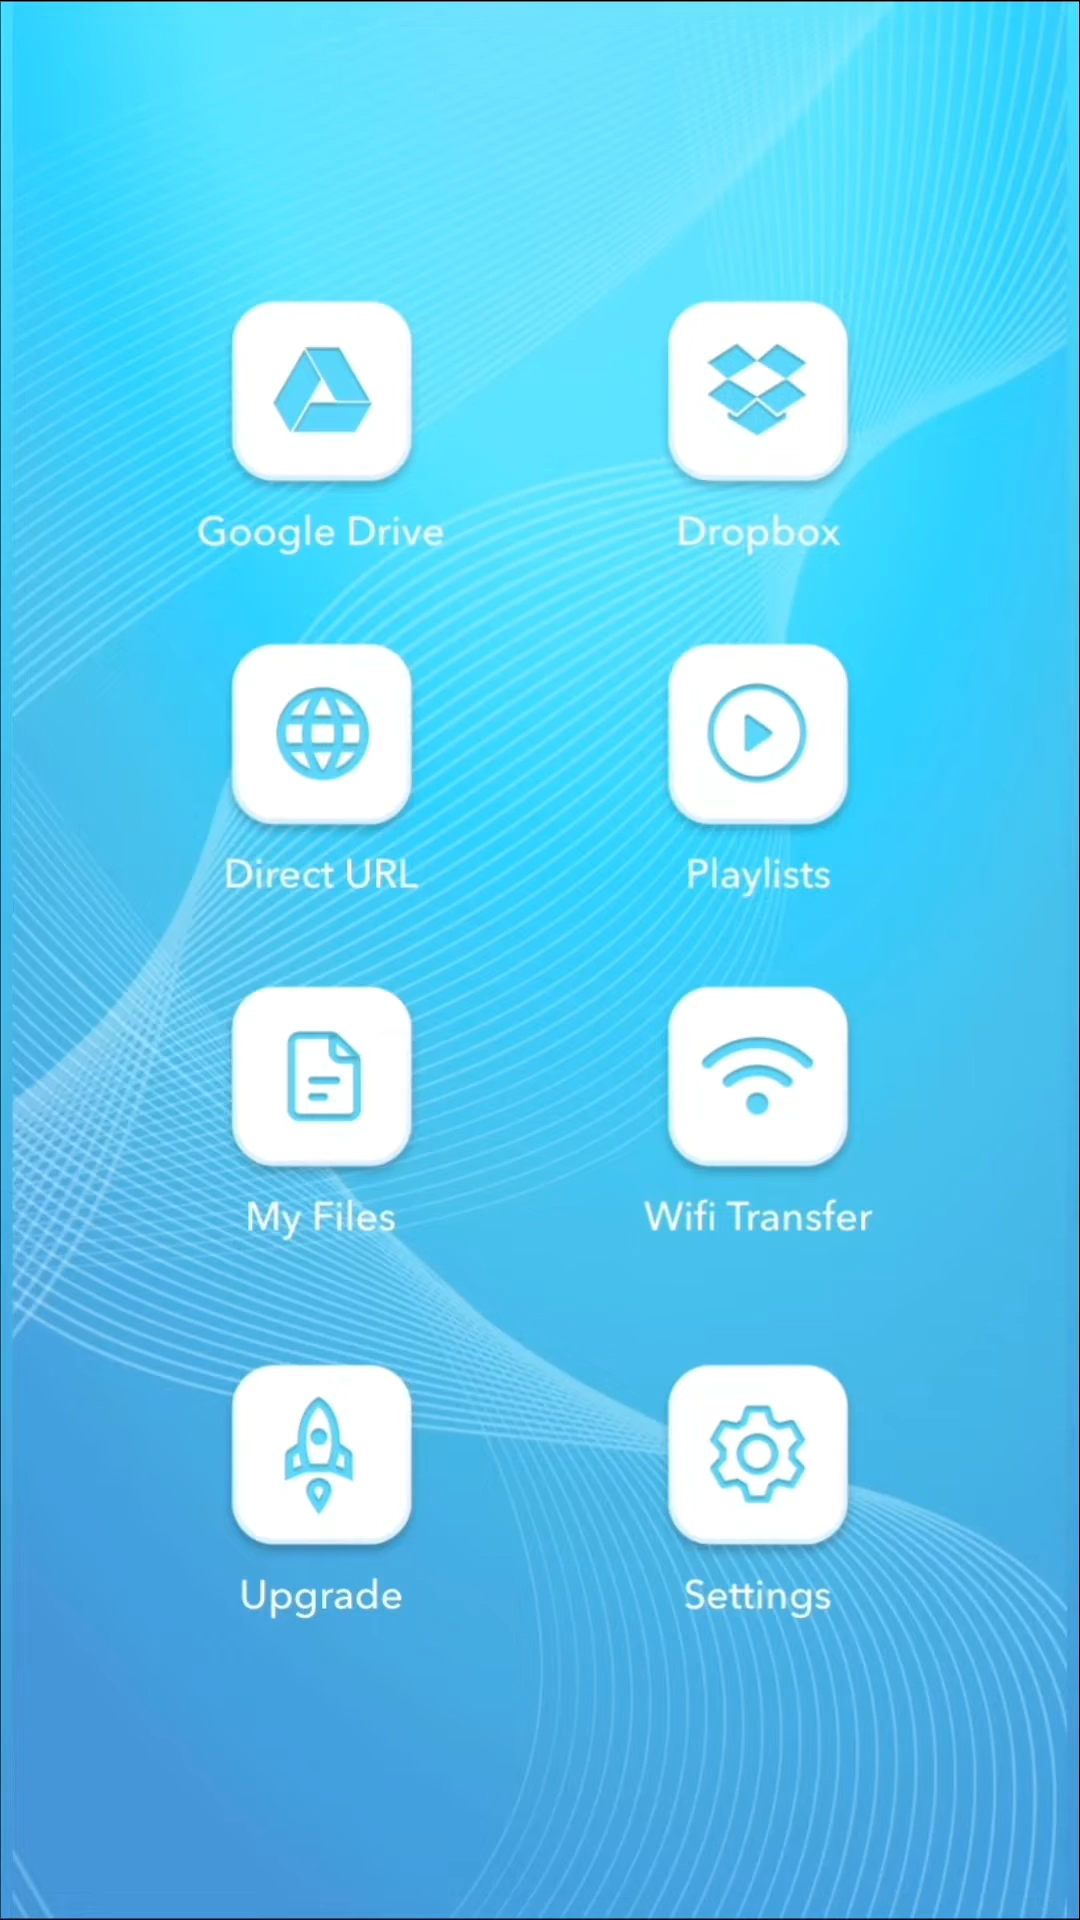 Google Drive
Dropbox
Direct URL
Playlists
My Files
Wifi Transfer
Upgrade
Settings